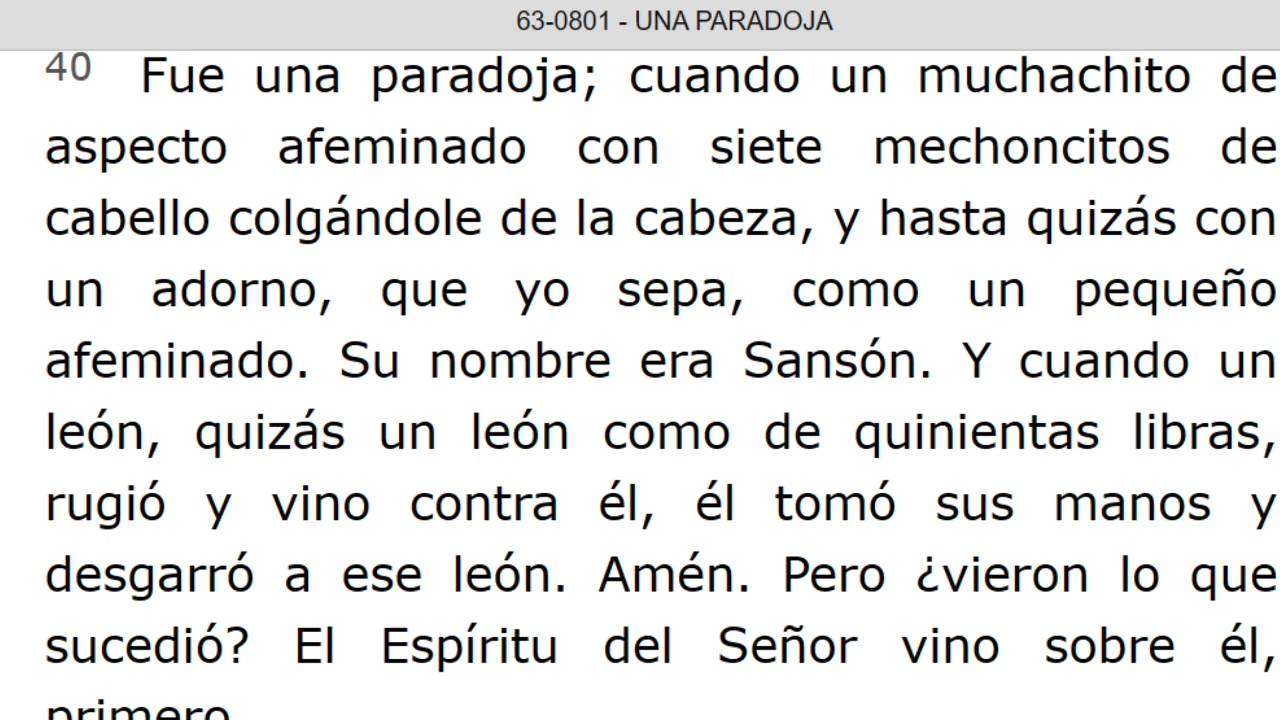 63-0801 - UNA PARADOJA
40 Fue una paradoja; cuando un muchachito de
aspecto afeminado con siete mechoncitos de
cabello colgándole de la cabeza, y hasta quizás con
un adorno, que yo sepa, como un pequeño
afeminado. Su nombre era Sansón. Y cuando un
león, quizás un león como de quinientas libras,
rugió y vino contra él, él tomó sus manos y
desgarró a ese león. Amén. Pero ¿vieron lo que
sucedió? El Espíritu del Señor vino sobre él,
primero